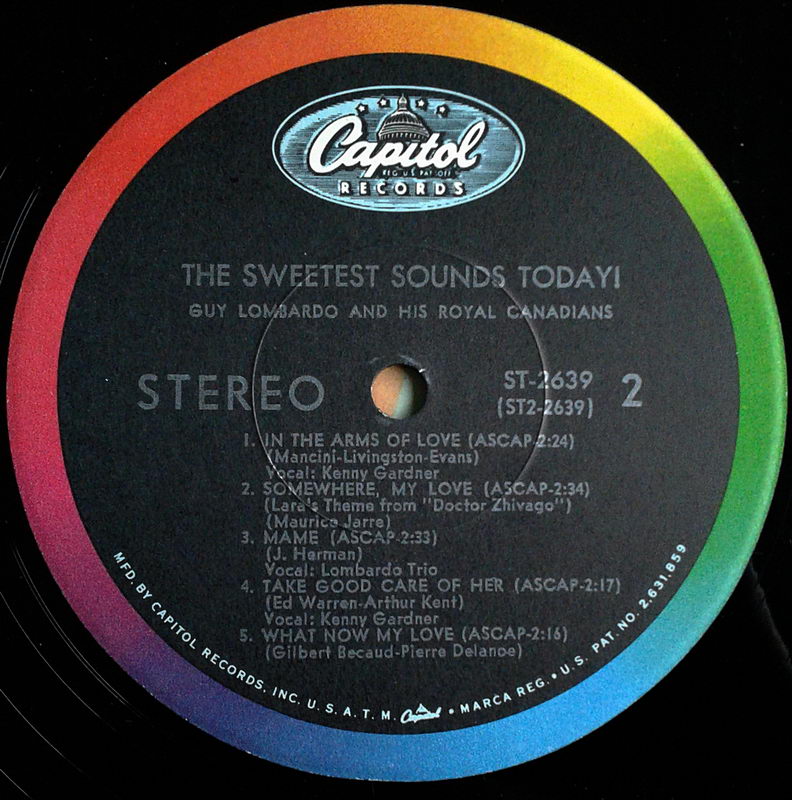 Capitol
REG. U.S. PAT. OFF.
RECORDS
THE SWEETEST SOUNDS TODAY!
GUY LOMBARDO AND HIS ROYAL CANADIANS
STEREO
ST-2639
(ST2-2639)
2
1. IN THE ARMS OF LOVE (ASCAP-2:24)
(Mancini-Livingston-Evans)
Vocal: Kenny Gardner
2. SOMEWHERE, MY LOVE (ASCAP-2:34)
(Lara's Theme from "Doctor Zhivago")
(Maurice Jarre)
3. MAME (ASCAP-2:33)
(J. Herman)
Vocal: Lombardo Trio
4. TAKE GOOD CARE OF HER (ASCAP-2:17)
(Ed Warren-Arthur Kent)
Vocal: Kenny Gardner
5. WHAT NOW MY LOVE (ASCAP-2:16)
(Gilbert Becaud-Pierre Delanoe)
MFD. BY CAPITOL RECORDS, INC. U. S. A. T. M. Capitol • MARCA REG. • U.S. PAT. NO. 2,631,859